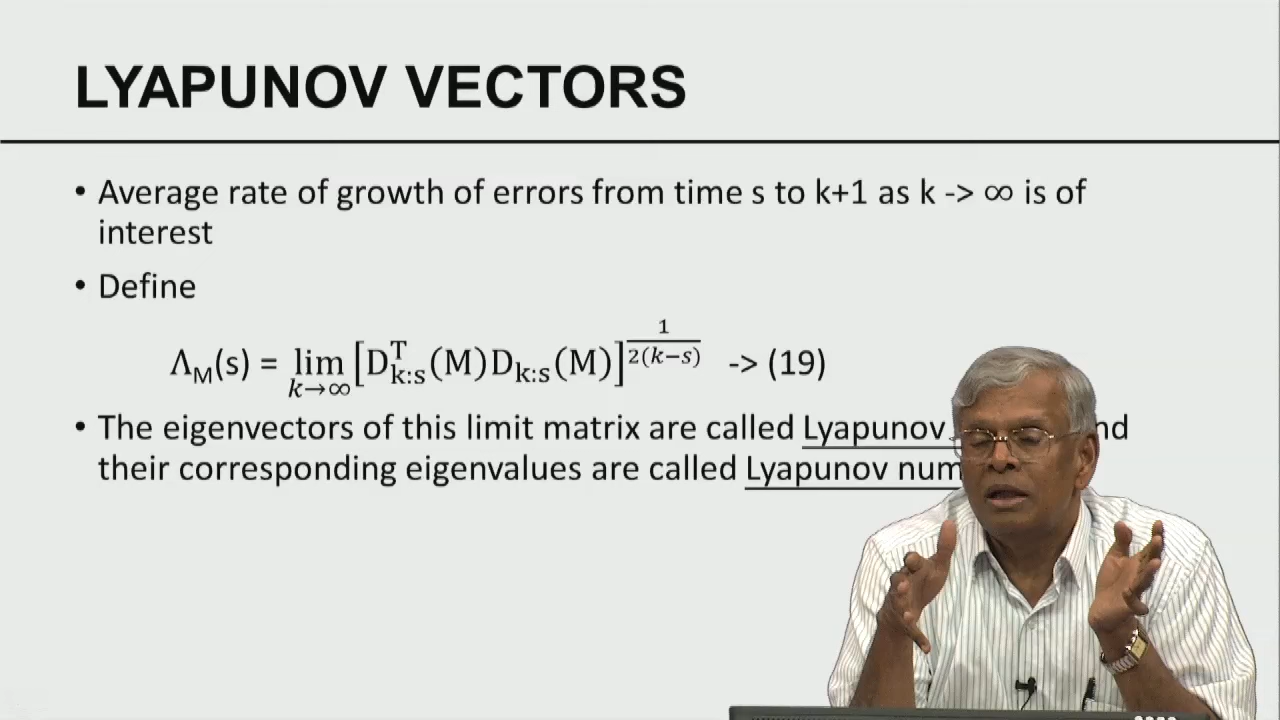 LYAPUNOV VECTORS
• Average rate of growth of errors from time s to k+1 as k -> ∞ is of
interest
• Define
Λ_M(s) = lim_{k→∞} [D^T_{k:s}(M)D_{k:s}(M)]^{1/(2(k−s))} -> (19)
• The eigenvectors of this limit matrix are called Lyapunov
their corresponding eigenvalues are called Lyapunov